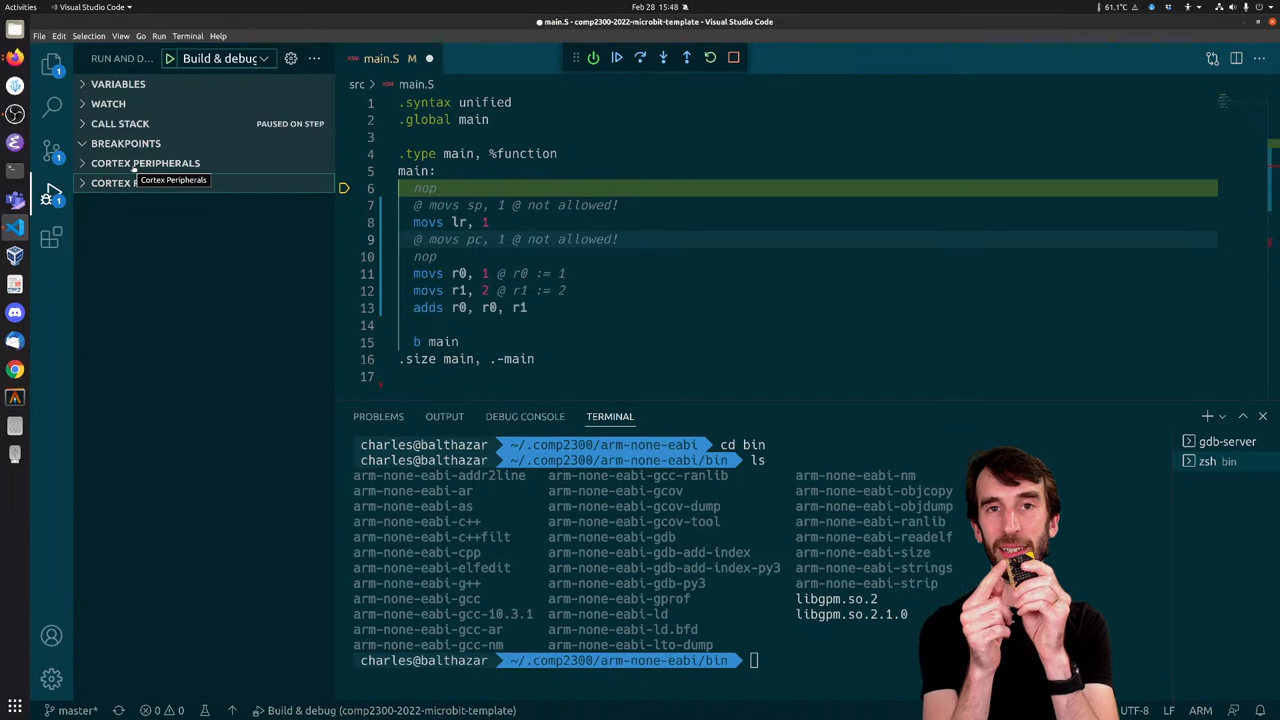 Activities
Visual Studio Code
Feb 28 15:48
61.1°C
main.S - comp2300-2022-microbit-template - Visual Studio Code
File Edit Selection View Go Run Terminal Help
RUN AND D...
Build & debug
VARIABLES
WATCH
CALL STACK
PAUSED ON STEP
BREAKPOINTS
CORTEX PERIPHERALS
Cortex Peripherals
CORTEX
main.S M
src > main.S
1 .syntax unified
2 .global main
3
4 .type main, %function
5 main:
6 nop
7 @ movs sp, 1 @ not allowed!
8 movs lr, 1
9 @ movs pc, 1 @ not allowed!
10 nop
11 movs r0, 1 @ r0 := 1
12 movs r1, 2 @ r1 := 2
13 adds r0, r0, r1
14
15 b main
16 .size main, .-main
17
PROBLEMS OUTPUT DEBUG CONSOLE TERMINAL
charles@balthazar ~/.comp2300/arm-none-eabi cd bin
charles@balthazar ~/.comp2300/arm-none-eabi/bin ls
arm-none-eabi-addr2line arm-none-eabi-gcc-ranlib arm-none-eabi-nm
arm-none-eabi-ar arm-none-eabi-gcov arm-none-eabi-objcopy
arm-none-eabi-as arm-none-eabi-gcov-dump arm-none-eabi-objdump
arm-none-eabi-c++ arm-none-eabi-gcov-tool arm-none-eabi-ranlib
arm-none-eabi-c++filt arm-none-eabi-gdb arm-none-eabi-readelf
arm-none-eabi-cpp arm-none-eabi-gdb-add-index arm-none-eabi-size
arm-none-eabi-elfedit arm-none-eabi-gdb-add-index-py3 arm-none-eabi-strings
arm-none-eabi-g++ arm-none-eabi-gdb-py3 arm-none-eabi-strip
arm-none-eabi-gcc arm-none-eabi-gprof libgpm.so.2
arm-none-eabi-gcc-10.3.1 arm-none-eabi-ld libgpm.so.2.1.0
arm-none-eabi-gcc-ar arm-none-eabi-ld.bfd
arm-none-eabi-gcc-nm arm-none-eabi-lto-dump
charles@balthazar ~/.comp2300/arm-none-eabi/bin
gdb-server
zsh bin
master*
0 0
Build & debug (comp2300-2022-microbit-template)
UTF-8 LF ARM